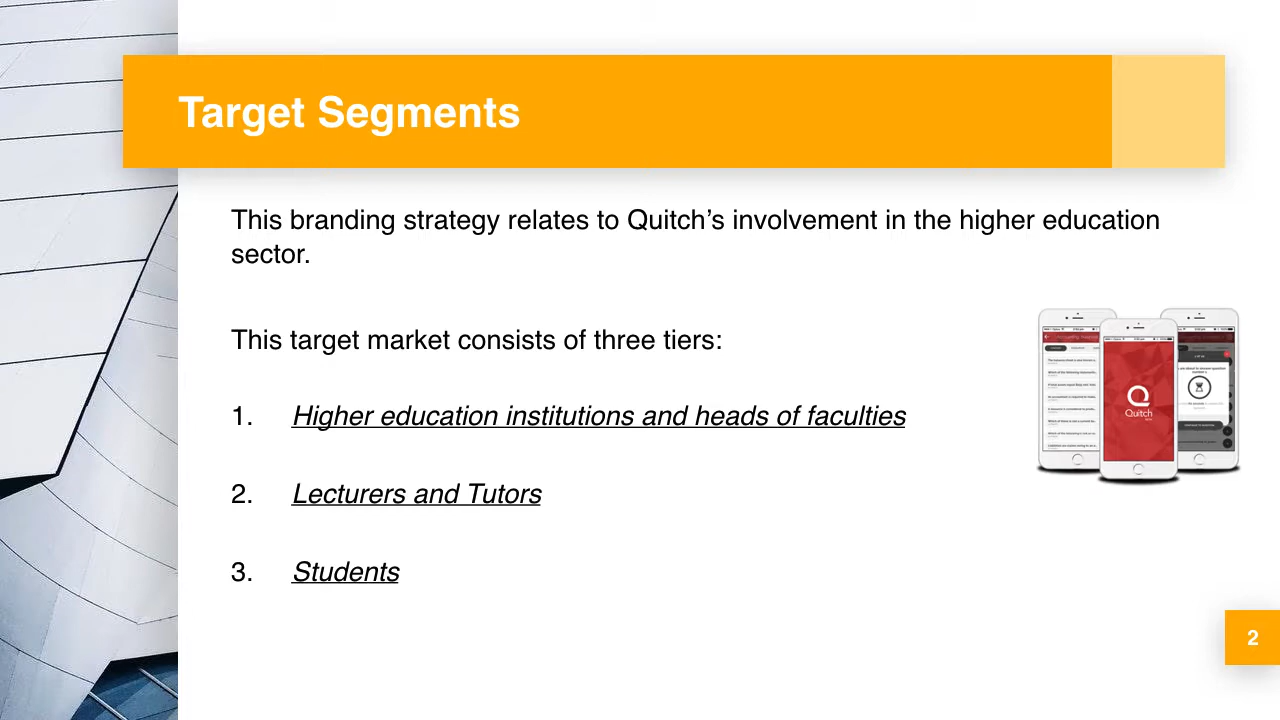 Target Segments
This branding strategy relates to Quitch’s involvement in the higher education
sector.
This target market consists of three tiers:
1. Higher education institutions and heads of faculties
2. Lecturers and Tutors
3. Students
Quitch
2